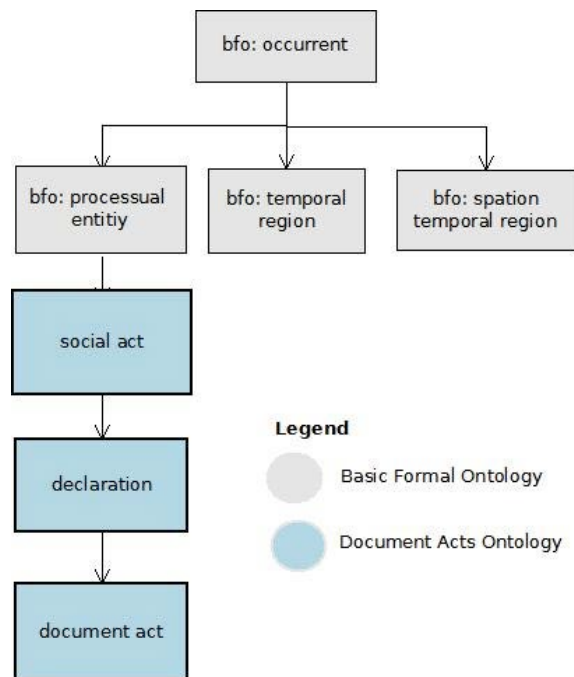 bfo: occurrent
bfo: processual
entitiy
bfo: temporal
region
bfo: spation
temporal region
social act
declaration
document act
Legend
Basic Formal Ontology
Document Acts Ontology